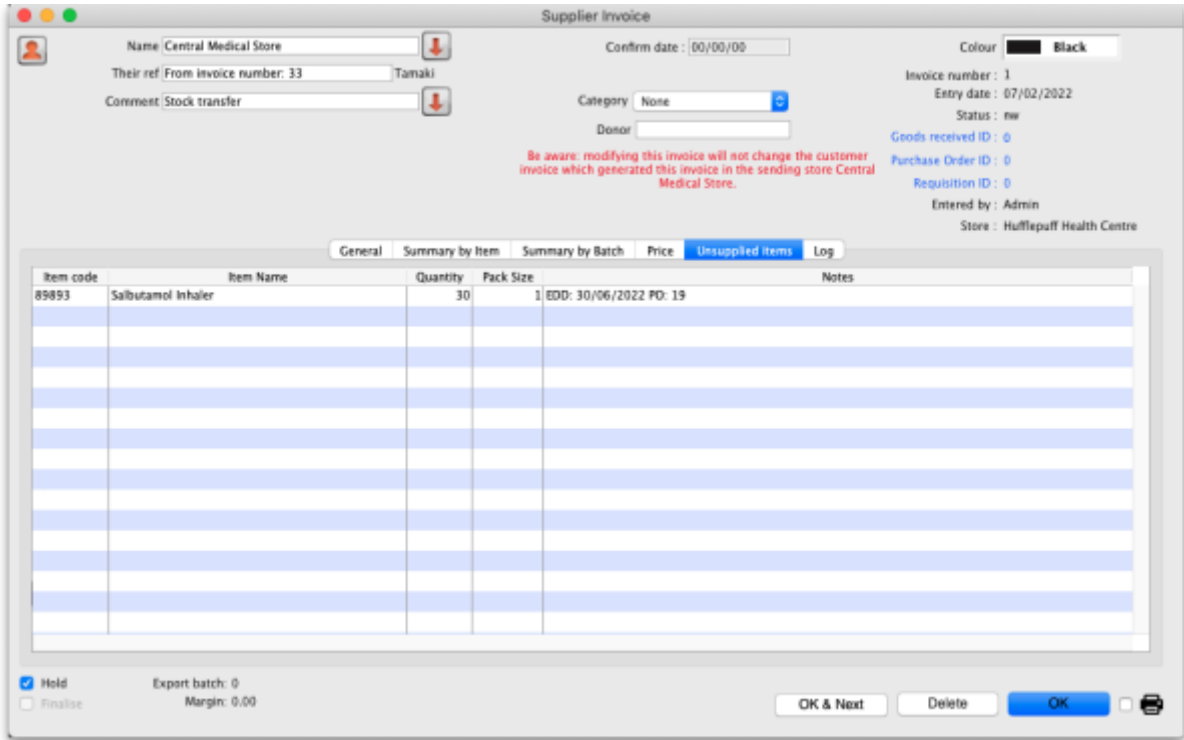 Supplier Invoice
Name Central Medical Store
Their ref From invoice number: 33 Tamaki
Comment Stock transfer
Confirm date : 00/00/00
Category None
Donor
Be aware: modifying this invoice will not change the customer
invoice which generated this invoice in the sending store Central
Medical Store.
Colour Black
Invoice number : 1
Entry date : 07/02/2022
Status : nw
Goods received ID : 0
Purchase Order ID : 0
Requisition ID : 0
Entered by : Admin
Store : Hufflepuff Health Centre
General Summary by Item Summary by Batch Price Unsupplied items Log
Item code Item Name Quantity Pack Size Notes
89893 Salbutamol Inhaler 30 1 EDD: 30/06/2022 PO: 19
Hold Export batch: 0
Finalise Margin: 0.00
OK & Next Delete OK